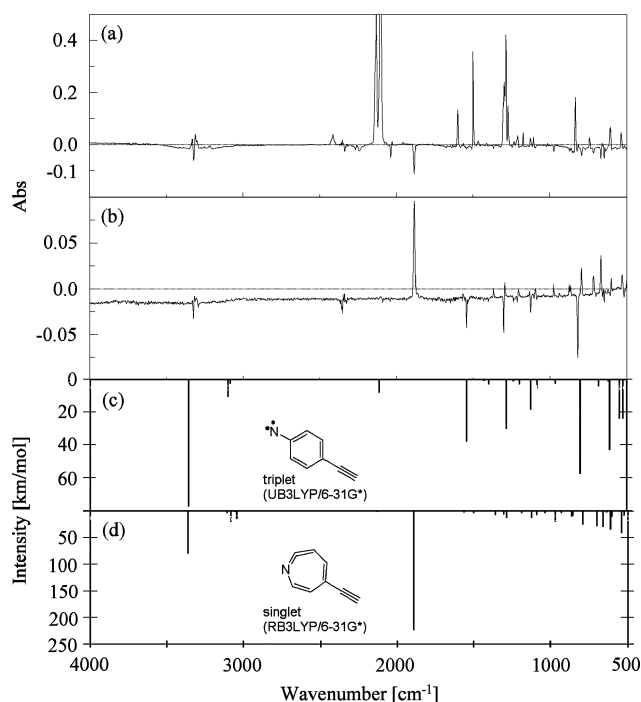 (a)
0.4
0.2
0.0
-0.1
Abs
(b)
0.05
0.0
-0.05
0
(c)
20
40
60
N
triplet
(UB3LYP/6-31G*)
Intensity [km/mol]
(d)
50
100
150
200
250
N
singlet
(RB3LYP/6-31G*)
4000
3000
2000
1000
500
Wavenumber [cm-1]